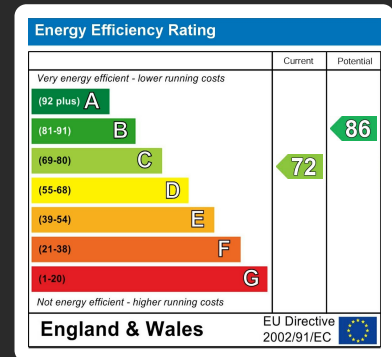 Energy Efficiency Rating
Current Potential
Very energy efficient - lower running costs
(92 plus) A
(81-91) B
86
(69-80) C
72
(55-68) D
(39-54) E
(21-38) F
(1-20) G
Not energy efficient - higher running costs
England & Wales
EU Directive
2002/91/EC